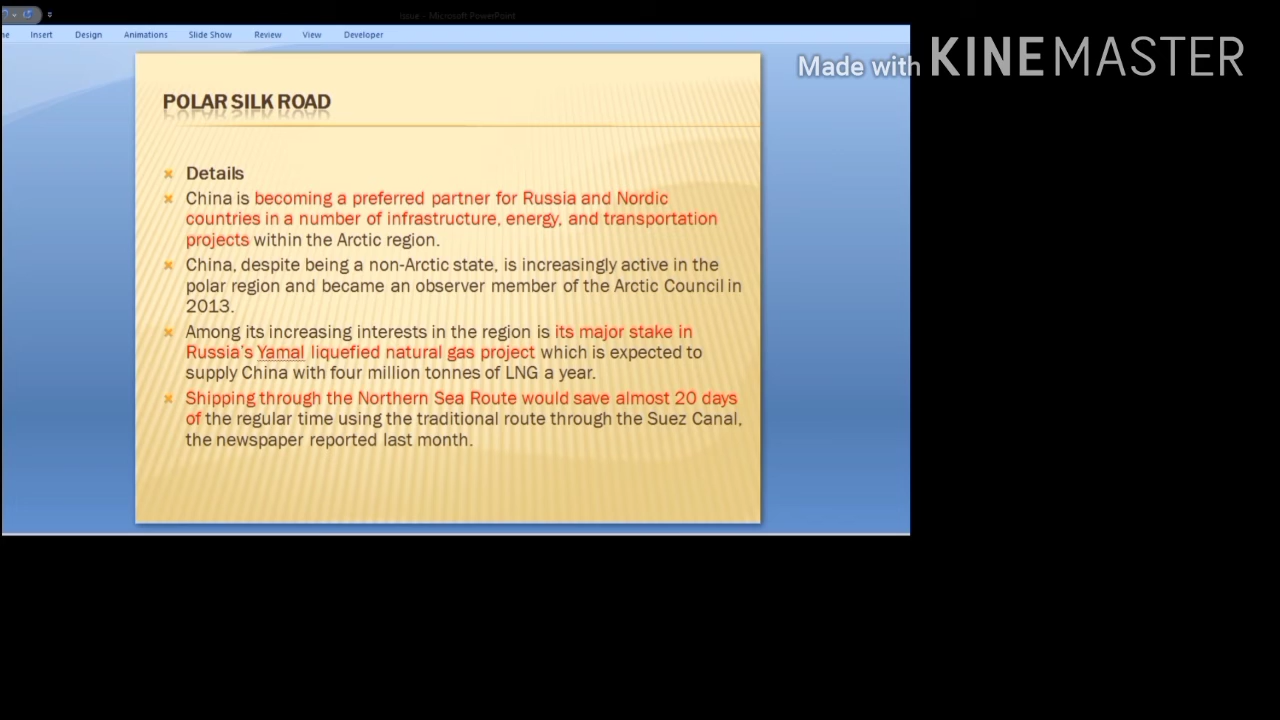 Issue - Microsoft PowerPoint
Insert Design Animations Slide Show Review View Developer
Made with KINEMASTER
POLAR SILK ROAD
Details
China is becoming a preferred partner for Russia and Nordic
countries in a number of infrastructure, energy, and transportation
projects within the Arctic region.
China, despite being a non-Arctic state, is increasingly active in the
polar region and became an observer member of the Arctic Council in
2013.
Among its increasing interests in the region is its major stake in
Russia's Yamal liquefied natural gas project which is expected to
supply China with four million tonnes of LNG a year.
Shipping through the Northern Sea Route would save almost 20 days
of the regular time using the traditional route through the Suez Canal,
the newspaper reported last month.